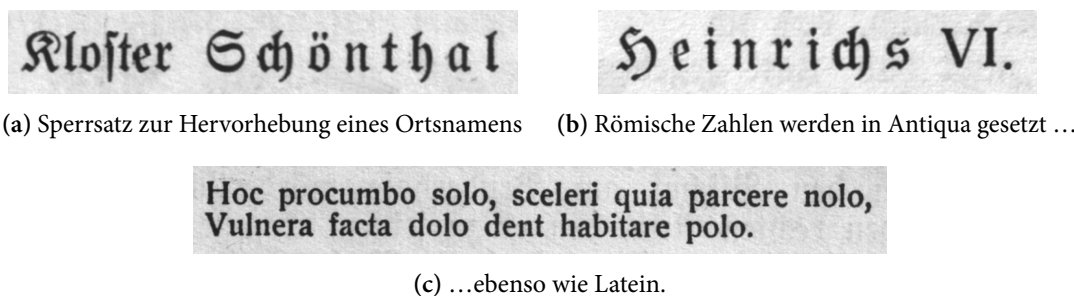 Kloſter Schönthal
Heinrichs VI.
(a) Sperrsatz zur Hervorhebung eines Ortsnamens
(b) Römische Zahlen werden in Antiqua gesetzt …
Hoc procumbo solo, sceleri quia parcere nolo,
Vulnera facta dolo dent habitare polo.
(c) …ebenso wie Latein.